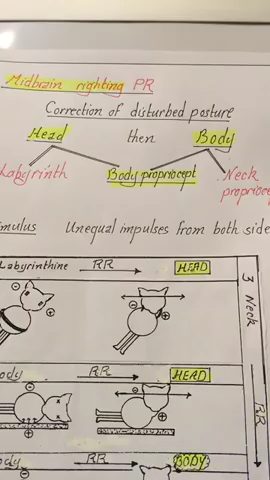 Midbrain righting PR
Correction of disturbed posture
Head then Body
Labyrinth Body propriocept Neck
propriocep
imulus Unequal impulses from both side
Labyrinthine RR HEAD
3 Neck RR
ody RR HEAD
ody RR BODY